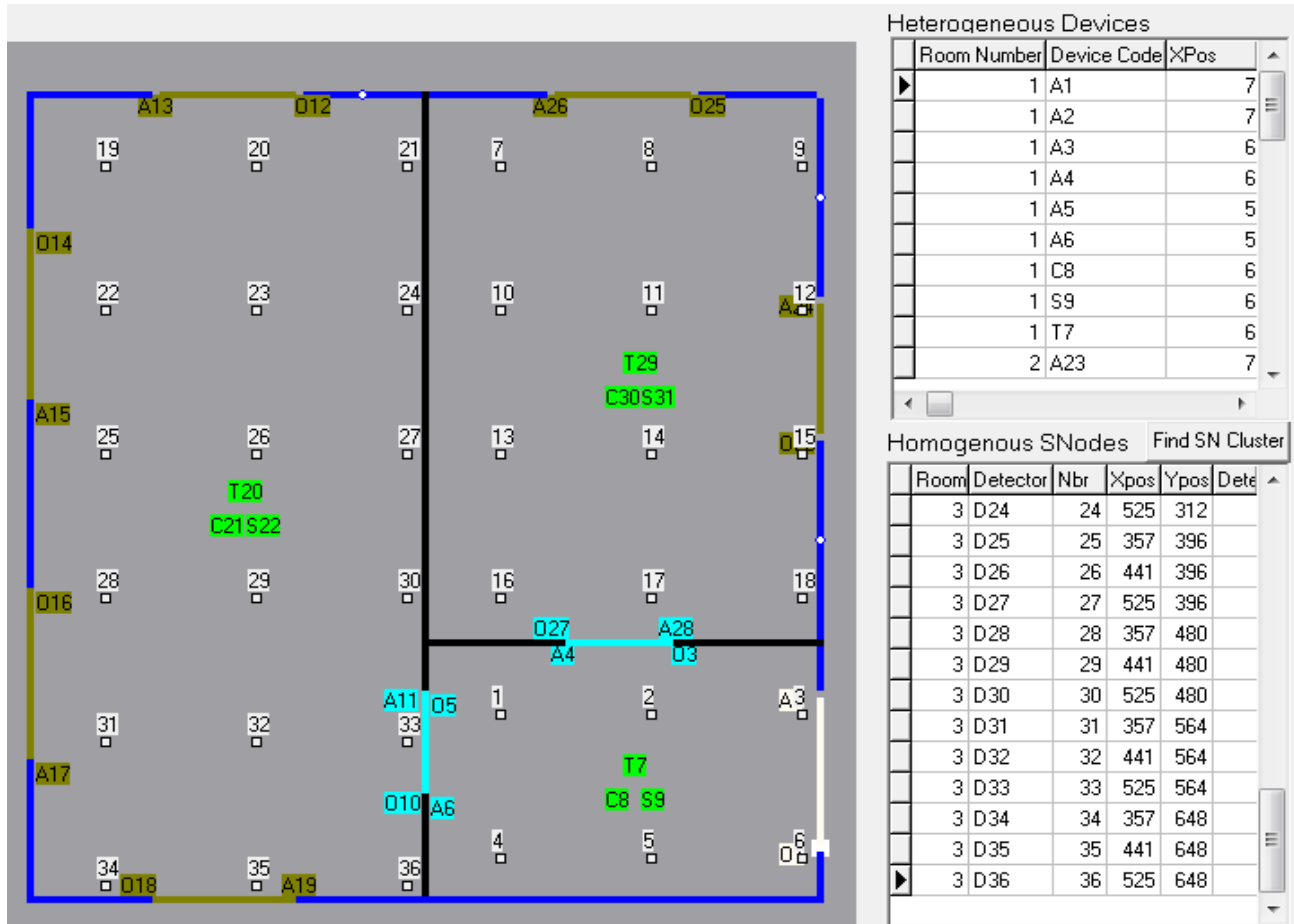 Heterogeneous Devices
Room Number Device Code XPos
1 A1 7
1 A2 7
1 A3 6
1 A4 6
1 A5 5
1 A6 5
1 C8 6
1 S9 6
1 T7 6
2 A23 7
Homogenous SNodes Find SN Cluster
Room Detector Nbr Xpos Ypos Dete
3 D24 24 525 312
3 D25 25 357 396
3 D26 26 441 396
3 D27 27 525 396
3 D28 28 357 480
3 D29 29 441 480
3 D30 30 525 480
3 D31 31 357 564
3 D32 32 441 564
3 D33 33 525 564
3 D34 34 357 648
3 D35 35 441 648
3 D36 36 525 648
A13 O12 A26 O25
19 20 21 7 8 9
O14
22 23 24 10 11 12
T29
C30 S31
A15
25 26 27 13 14 15
T20
C21 S22
28 29 30 16 17 18
O16
O27 A28
A4 O3
A11 O5 1 2 3
31 32 33
T7
A17
O10 A6 C8 S9
4 5 6
34 35 36
O18 A19